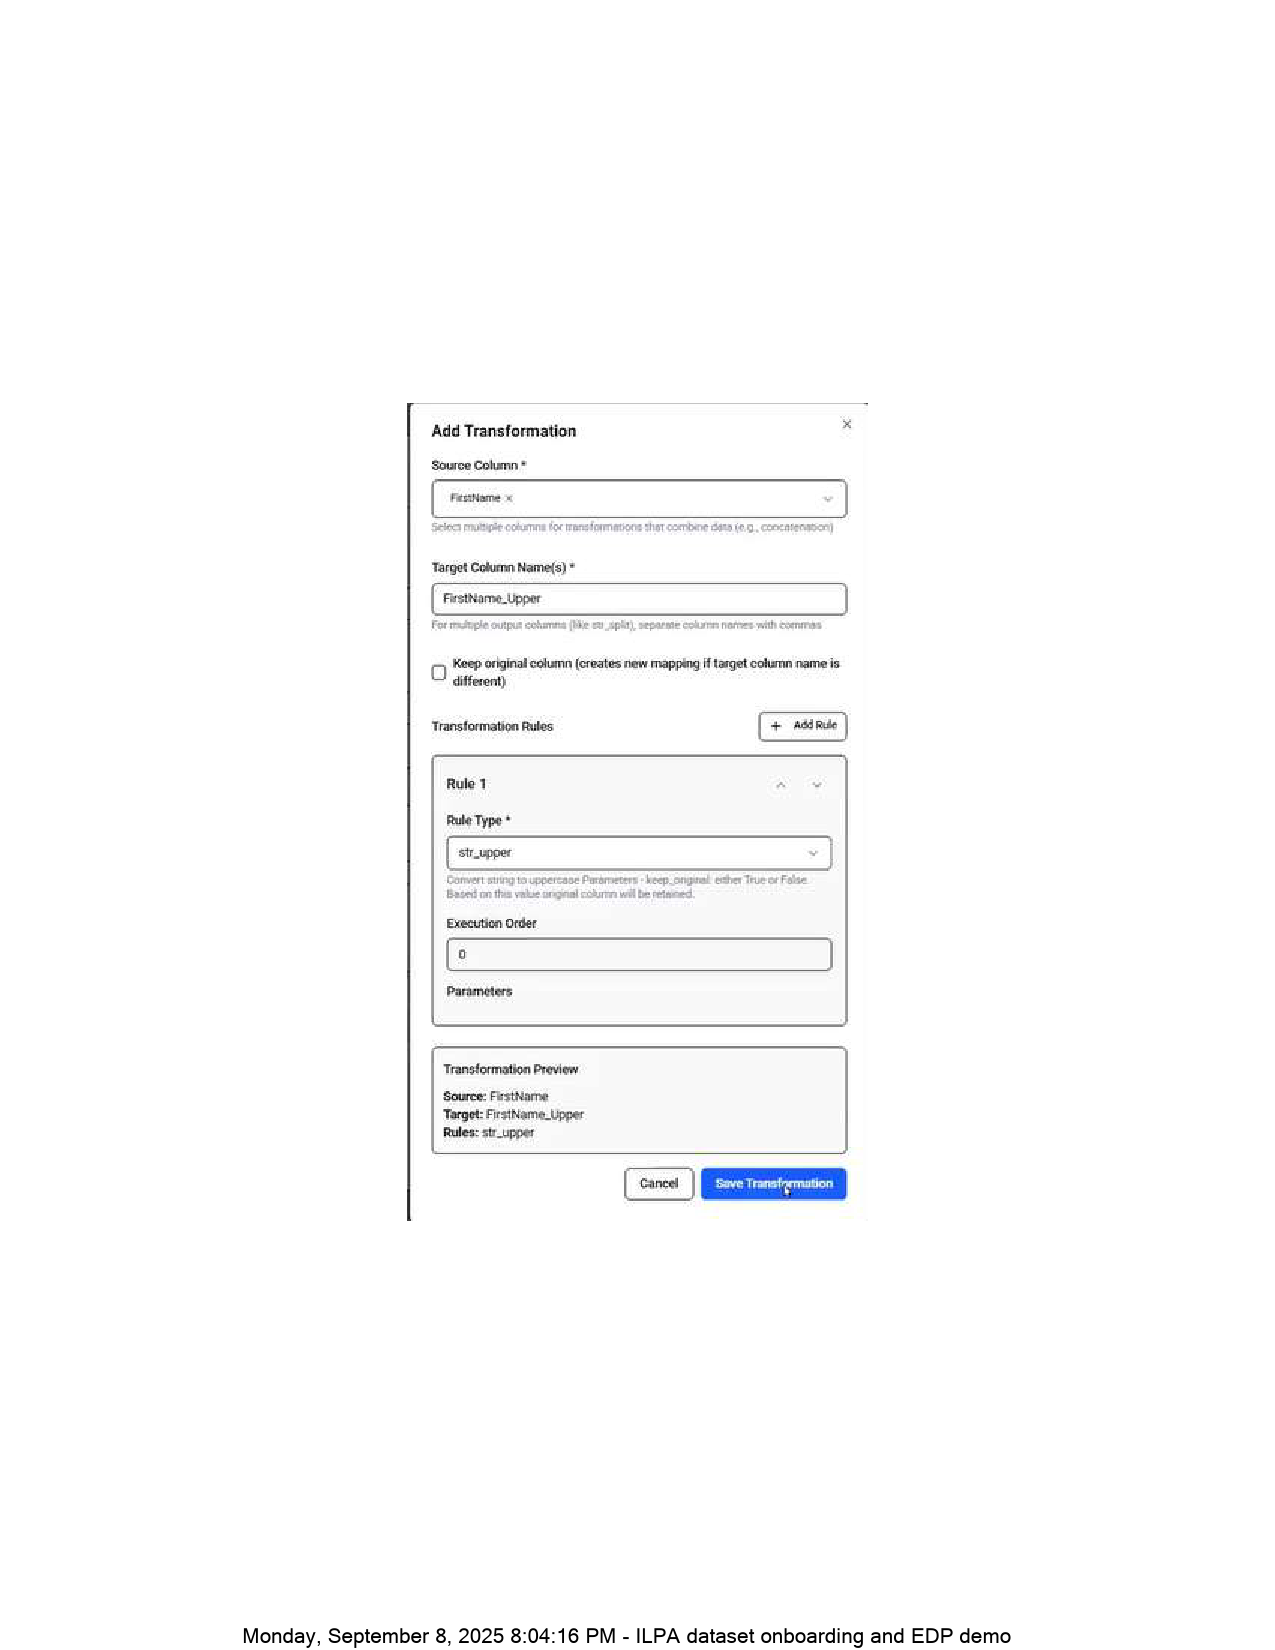 Add Transformation
Source Column *
FirstName ×
Select multiple columns for transformations that combine data (e.g., concatenation)
Target Column Name(s) *
FirstName_Upper
For multiple output columns (like str_split), separate column names with commas
Keep original column (creates new mapping if target column name is
different)
Transformation Rules
+ Add Rule
Rule 1
Rule Type *
str_upper
Convert string to uppercase Parameters - keep_original: either True or False.
Based on this value original column will be retained.
Execution Order
0
Parameters
Transformation Preview
Source: FirstName
Target: FirstName_Upper
Rules: str_upper
Cancel
Save Transformation
Monday, September 8, 2025 8:04:16 PM - ILPA dataset onboarding and EDP demo